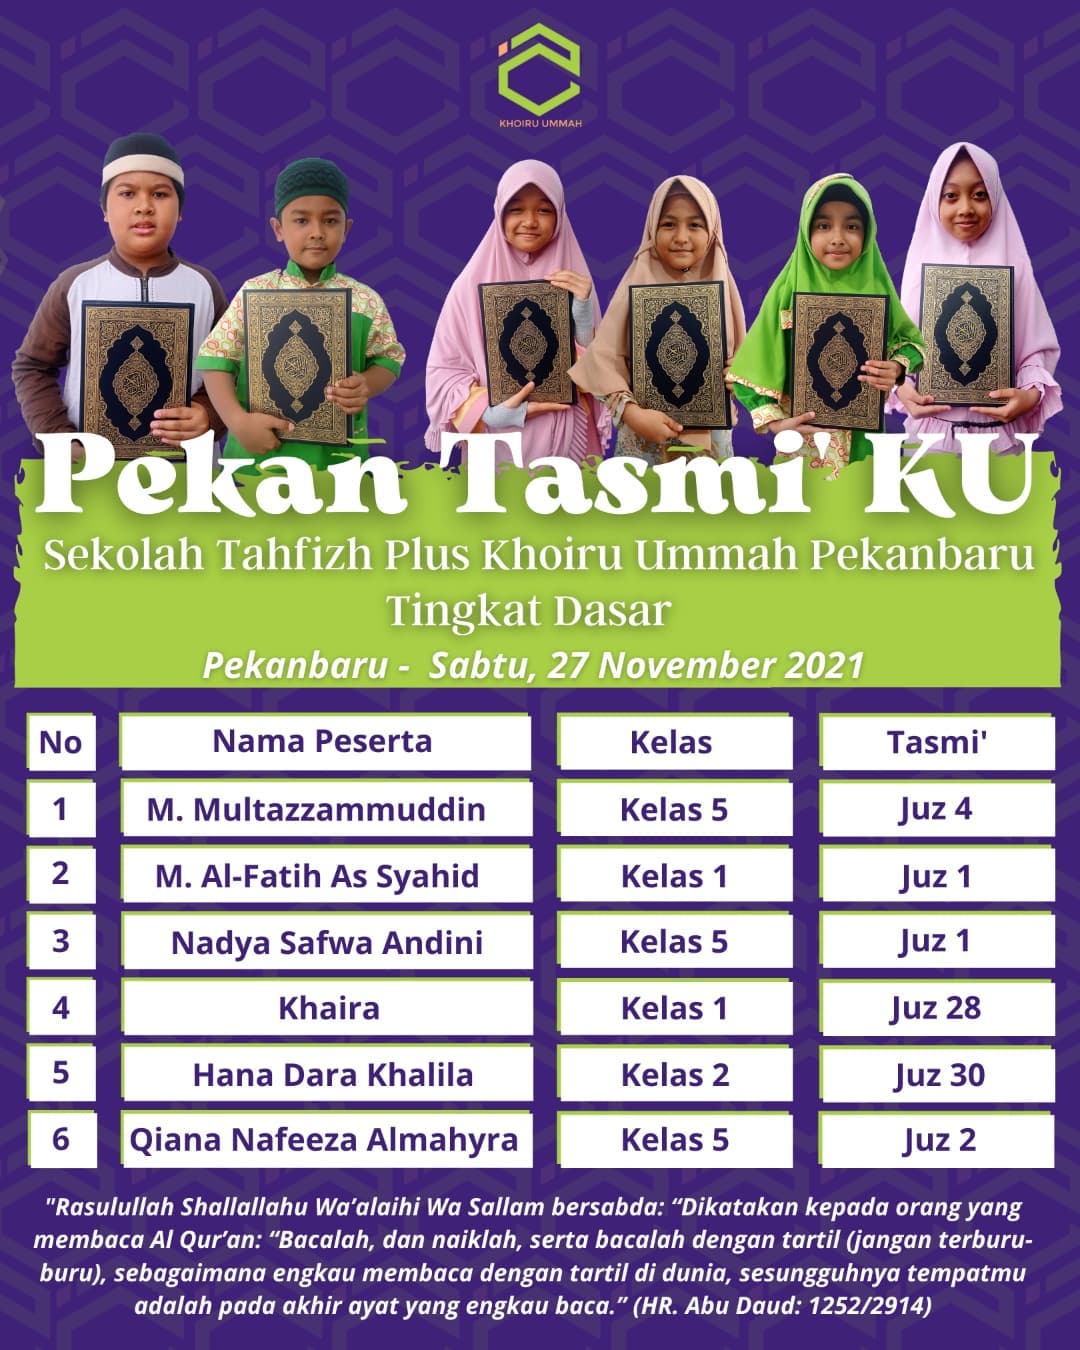 KHOIRU UMMAH
Pekan Tasmi' KU
Sekolah Tahfizh Plus Khoiru Ummah Pekanbaru
Tingkat Dasar
Pekanbaru - Sabtu, 27 November 2021
No Nama Peserta Kelas Tasmi'
1 M. Multazzammuddin Kelas 5 Juz 4
2 M. Al-Fatih As Syahid Kelas 1 Juz 1
3 Nadya Safwa Andini Kelas 5 Juz 1
4 Khaira Kelas 1 Juz 28
5 Hana Dara Khalila Kelas 2 Juz 30
6 Qiana Nafeeza Almahyra Kelas 5 Juz 2
"Rasulullah Shallallahu Wa’alaihi Wa Sallam bersabda: “Dikatakan kepada orang yang
membaca Al Qur’an: “Bacalah, dan naiklah, serta bacalah dengan tartil (jangan terburu-
buru), sebagaimana engkau membaca dengan tartil di dunia, sesungguhnya tempatmu
adalah pada akhir ayat yang engkau baca.” (HR. Abu Daud: 1252/2914)